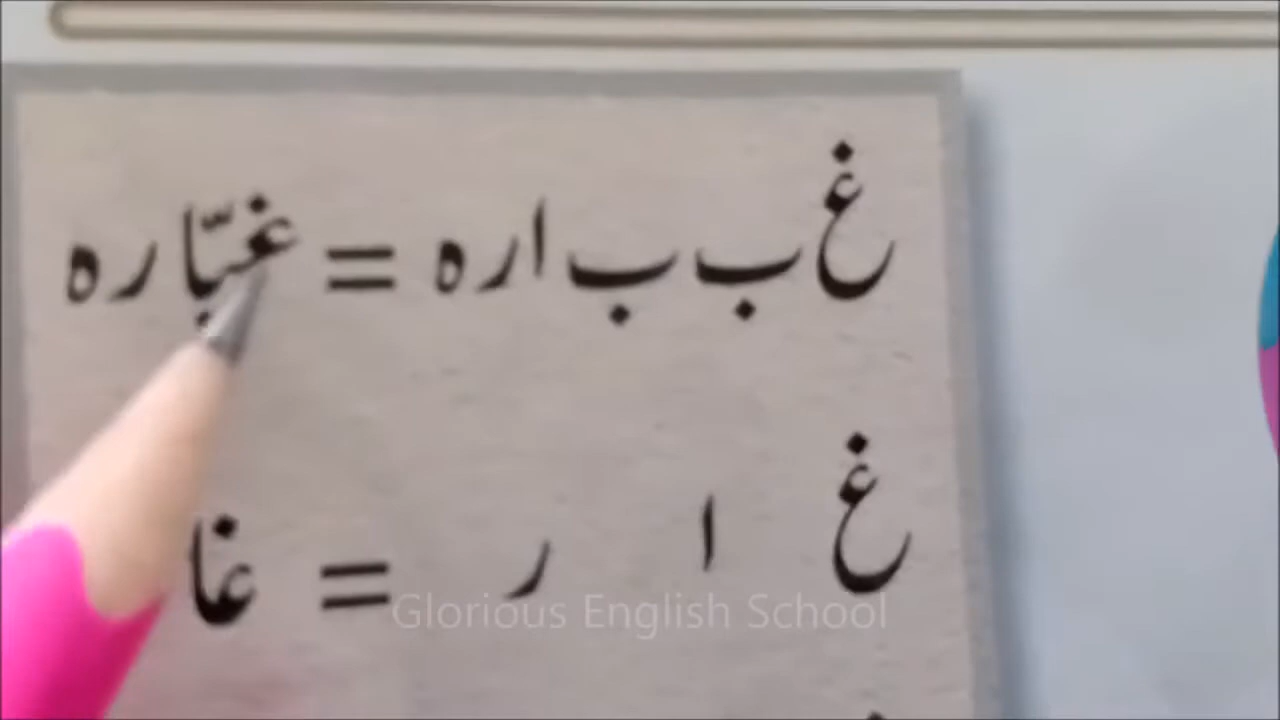 غ ب ب ا ر ہ = غبّارہ
غ ا ر = غا
Glorious English School